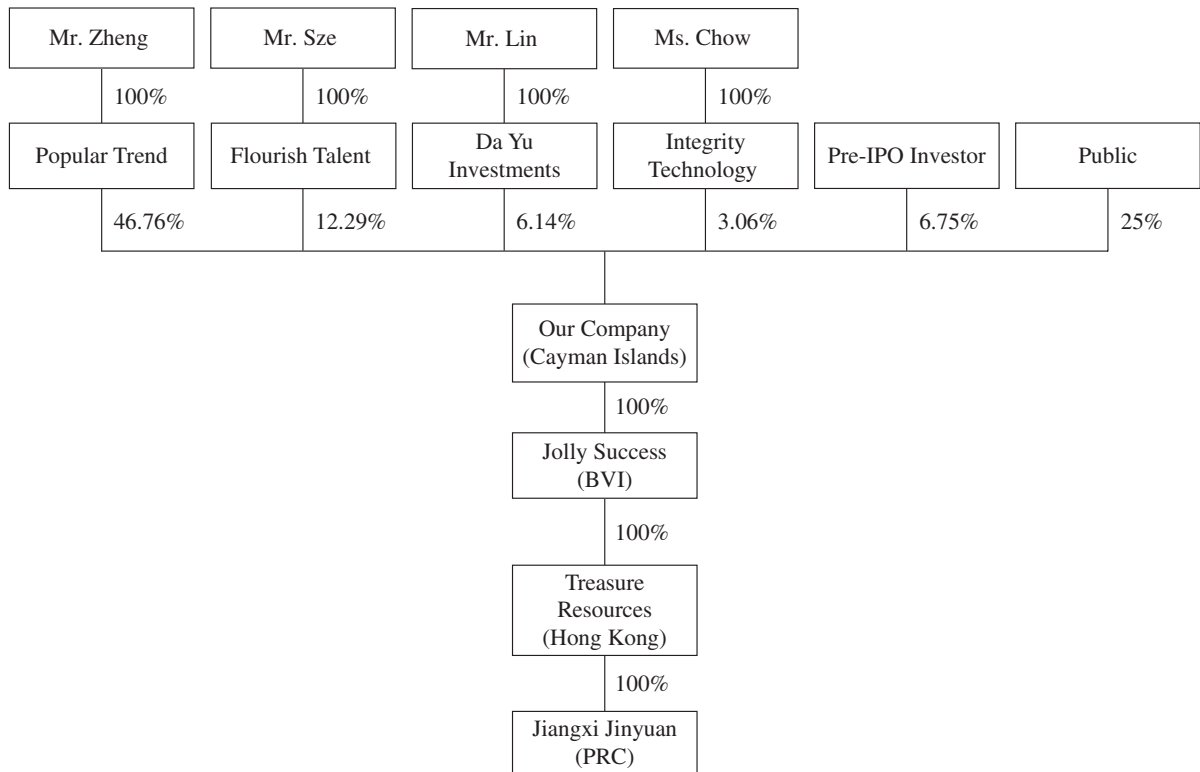 Mr. Zheng
Mr. Sze
Mr. Lin
Ms. Chow
100%
100%
100%
100%
Popular Trend
Flourish Talent
Da Yu
Investments
Integrity
Technology
Pre-IPO Investor
Public
46.76%
12.29%
6.14%
3.06%
6.75%
25%
Our Company
(Cayman Islands)
100%
Jolly Success
(BVI)
100%
Treasure
Resources
(Hong Kong)
100%
Jiangxi Jinyuan
(PRC)